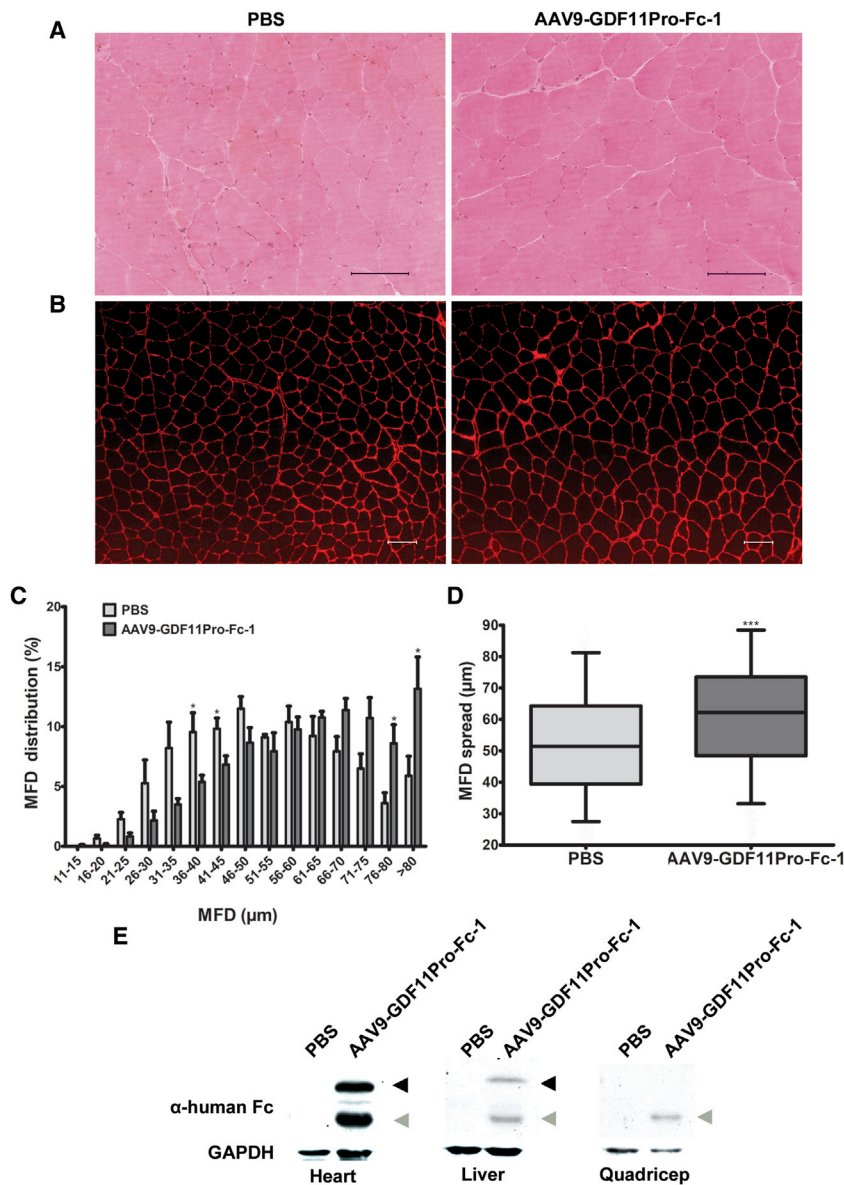 A
PBS
AAV9-GDF11Pro-Fc-1
B
C
PBS
AAV9-GDF11Pro-Fc-1
MFD distribution (%)
20
15
10
5
0
*
*
*
*
11-15
16-20
21-25
26-30
31-35
36-40
41-45
46-50
51-55
56-60
61-65
66-70
71-75
76-80
>80
MFD (µm)
D
MFD spread (µm)
90
80
70
60
50
40
30
20
***
PBS
AAV9-GDF11Pro-Fc-1
E
PBS
AAV9-GDF11Pro-Fc-1
PBS
AAV9-GDF11Pro-Fc-1
PBS
AAV9-GDF11Pro-Fc-1
α-human Fc
GAPDH
Heart
Liver
Quadricep